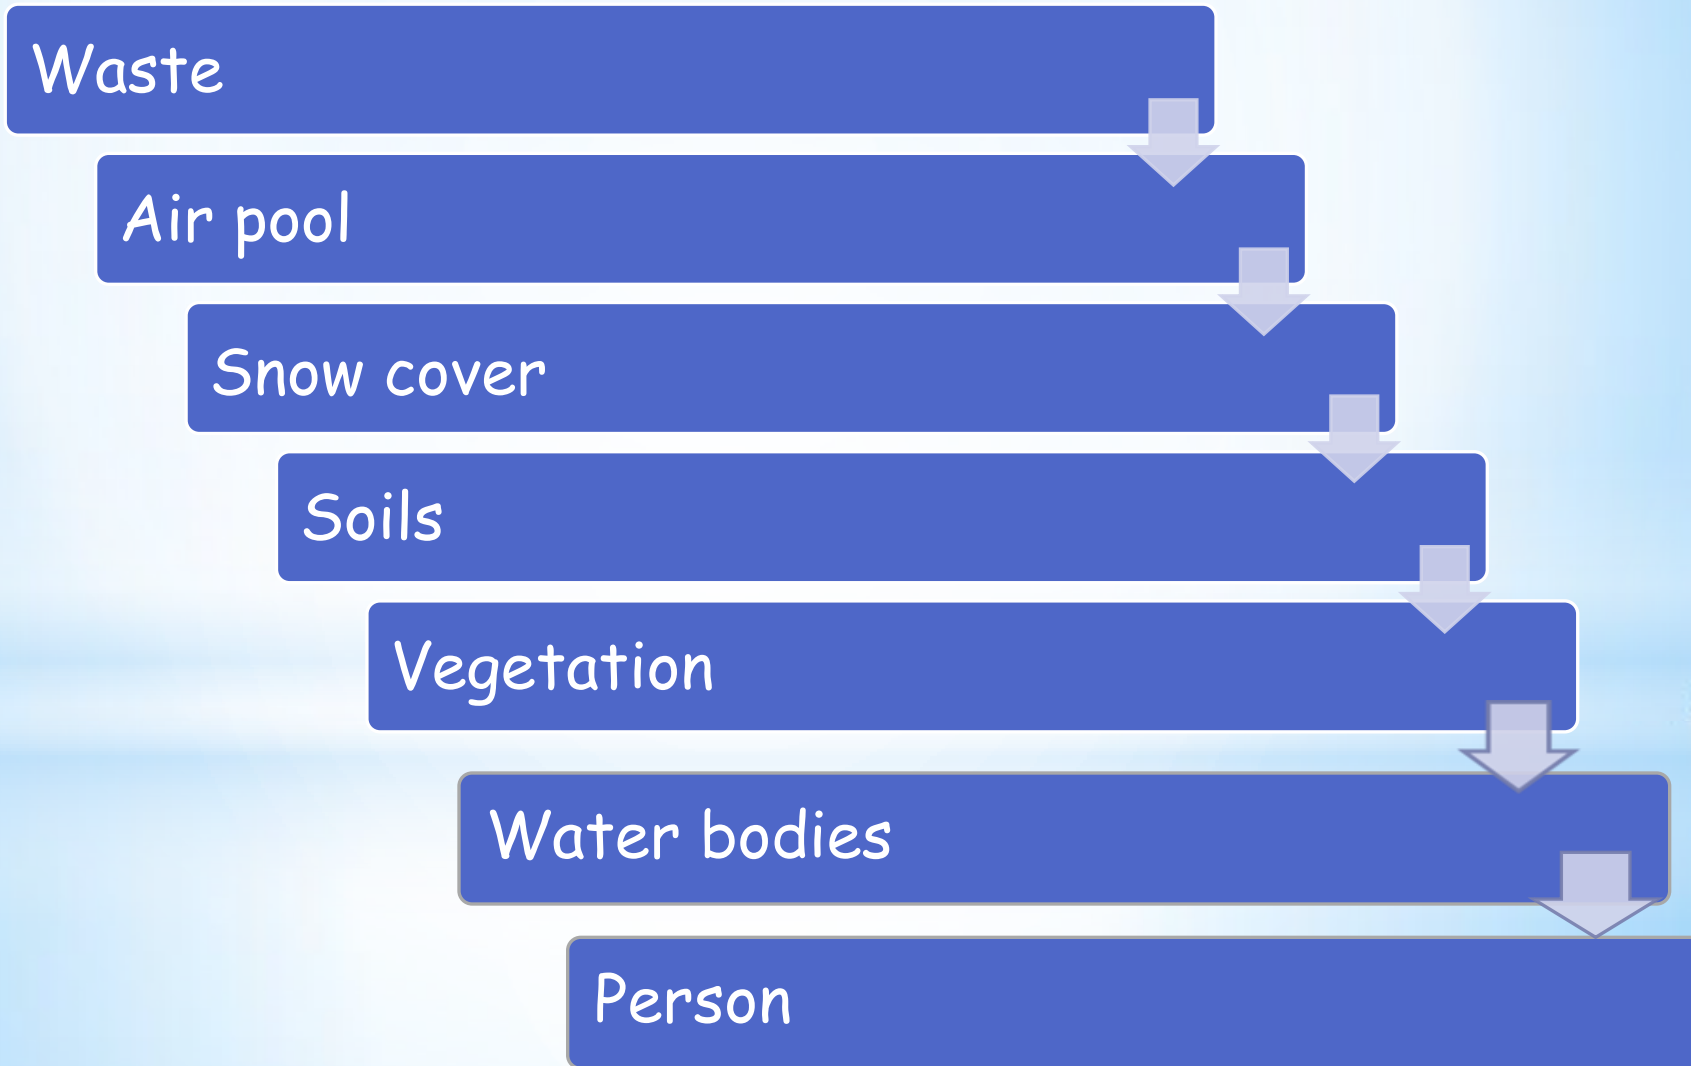 Waste
Air pool
Snow cover
Soils
Vegetation
Water bodies
Person